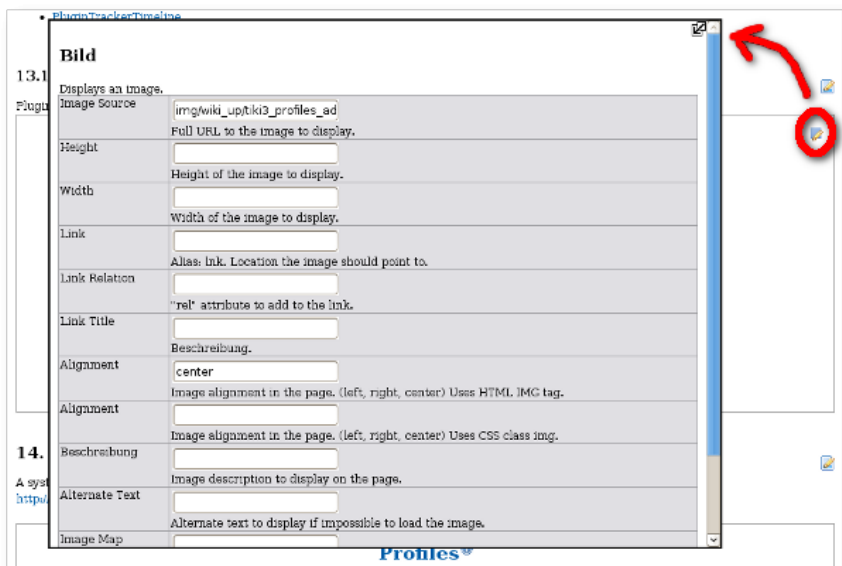 PluginTrackerTimeline
Bild
13.1
Displays an image.
Plugi
Image Source
img/wiki_up/tiki3_profiles_ad
Full URL to the image to display.
Height
Height of the image to display.
Width
Width of the image to display.
Link
Alias: lnk. Location the image should point to.
Link Relation
"rel" attribute to add to the link.
Link Title
Beschreibung.
Alignment
center
Image alignment in the page. (left, right, center) Uses HTML IMG tag.
Alignment
Image alignment in the page. (left, right, center) Uses CSS class img.
14.
Beschreibung
Image description to display on the page.
A syst
http:/
Alternate Text
Alternate text to display if impossible to load the image.
Image Map
Profiles®